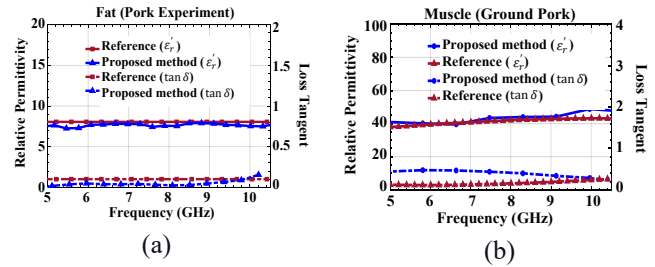 Fat (Pork Experiment)
20
15
10
5
0
Relative Permittivity
Reference (ε′r)
Proposed method (ε′r)
Reference (tan δ)
Proposed method (tan δ)
2
1.5
1
0.5
0
Loss Tangent
5 6 7 8 9 10
Frequency (GHz)
(a)
Muscle (Ground Pork)
100
80
60
40
20
0
Relative Permittivity
Proposed method (ε′r)
Reference (ε′r)
Proposed method (tan δ)
Reference (tan δ)
4
3
2
1
0
Loss Tangent
5 6 7 8 9 10
Frequency (GHz)
(b)